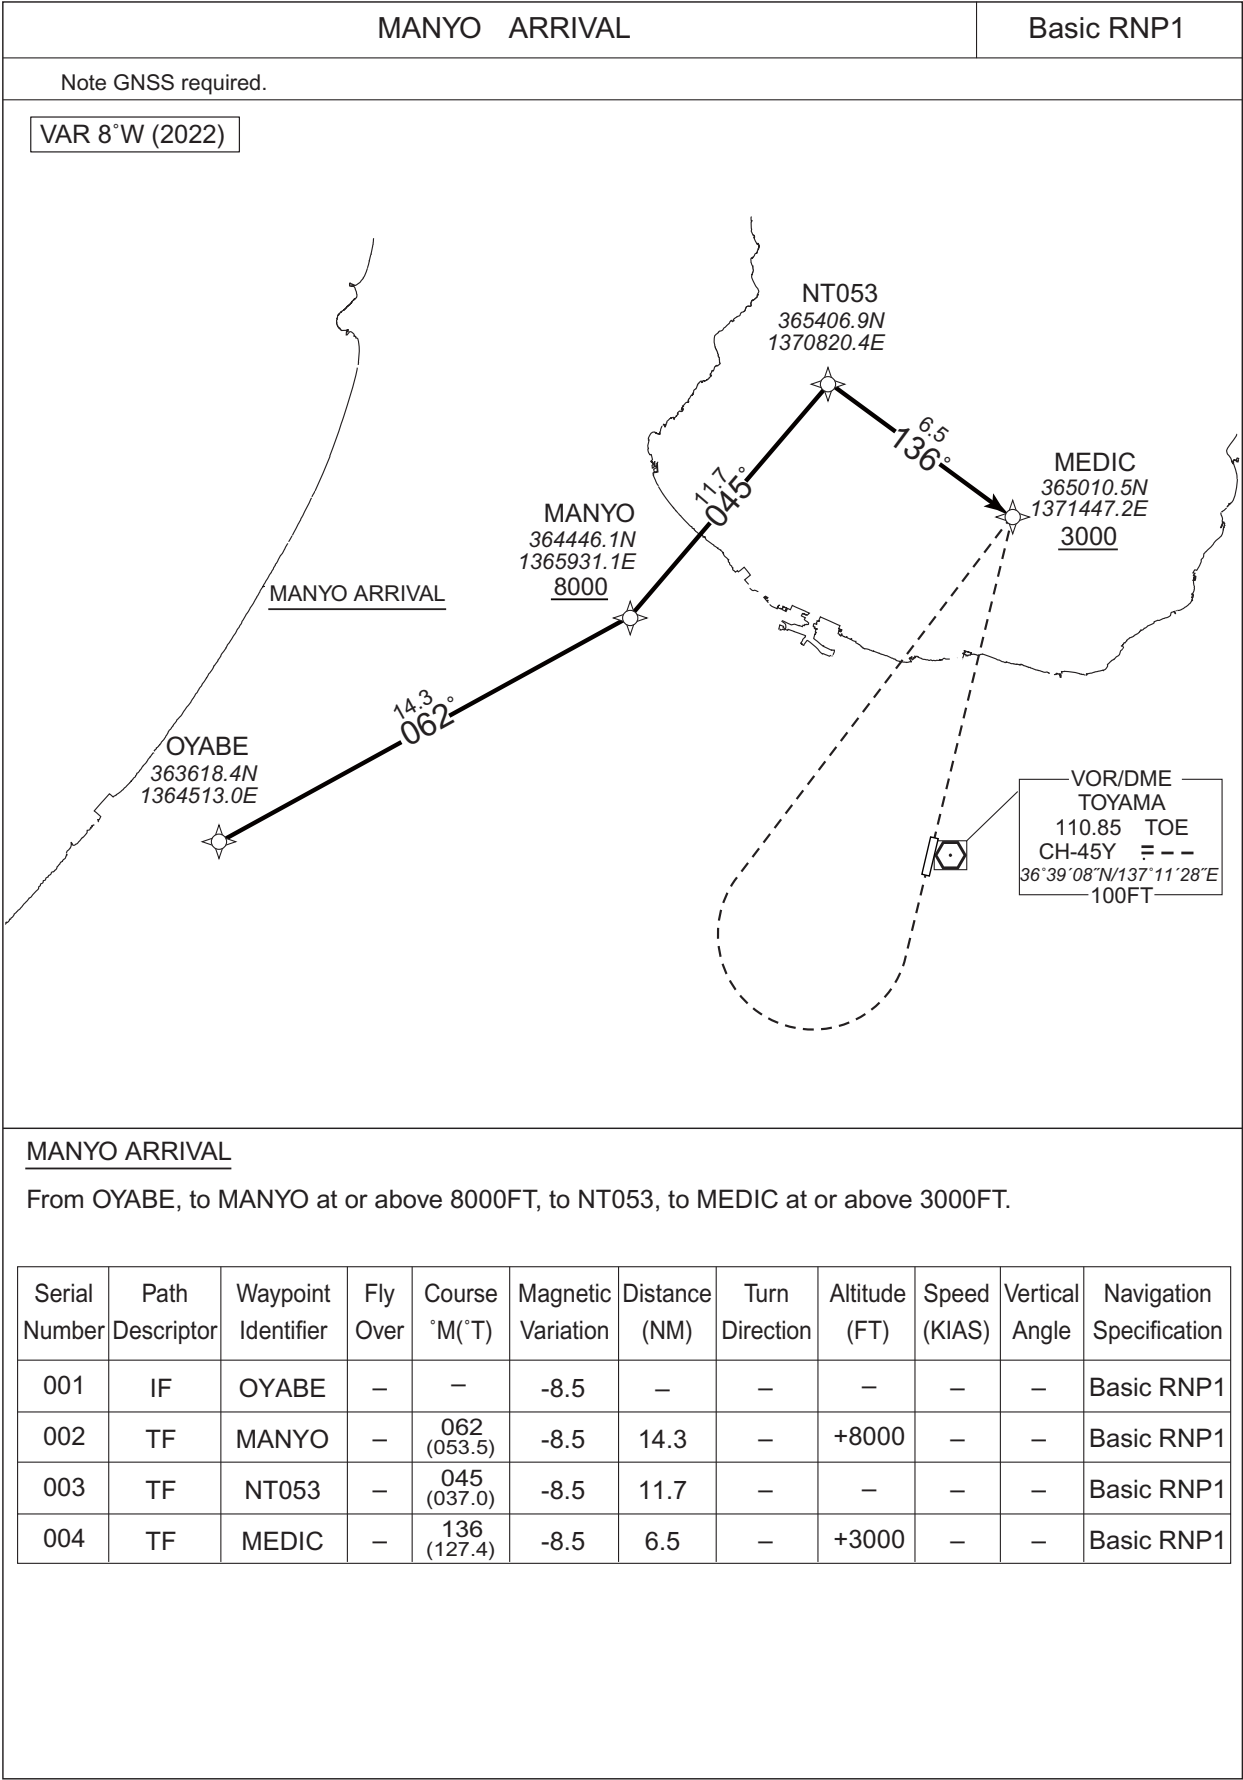 MANYO ARRIVAL
Basic RNP1
Note GNSS required.
VAR 8˚W (2022)
NT053
365406.9N
1370820.4E
6.5
136˚
MEDIC
365010.5N
1371447.2E
3000
11.7
045˚
MANYO
364446.1N
1365931.1E
8000
MANYO ARRIVAL
14.3
062˚
OYABE
363618.4N
1364513.0E
VOR/DME
TOYAMA
110.85 TOE
CH-45Y
36˚39´08˝N/137˚11´28˝E
100FT
MANYO ARRIVAL
From OYABE, to MANYO at or above 8000FT, to NT053, to MEDIC at or above 3000FT.
Serial Path Waypoint Fly Course Magnetic Distance Turn Altitude Speed Vertical Navigation
Number Descriptor Identifier Over ˚M(˚T) Variation (NM) Direction (FT) (KIAS) Angle Specification
001 IF OYABE – – -8.5 – – – – – Basic RNP1
002 TF MANYO – 062 (053.5) -8.5 14.3 – +8000 – – Basic RNP1
003 TF NT053 – 045 (037.0) -8.5 11.7 – – – – Basic RNP1
004 TF MEDIC – 136 (127.4) -8.5 6.5 – +3000 – – Basic RNP1